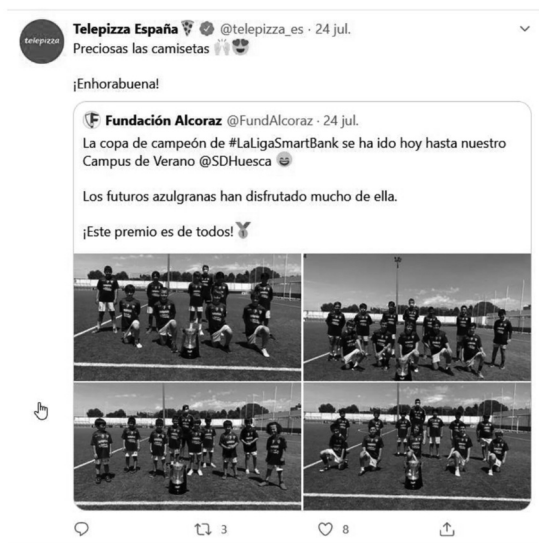 telepizza
Telepizza España @telepizza_es · 24 jul.
Preciosas las camisetas
¡Enhorabuena!
Fundación Alcoraz @FundAlcoraz · 24 jul.
La copa de campeón de #LaLigaSmartBank se ha ido hoy hasta nuestro
Campus de Verano @SDHuesca
Los futuros azulgranas han disfrutado mucho de ella.
¡Este premio es de todos!
3
8